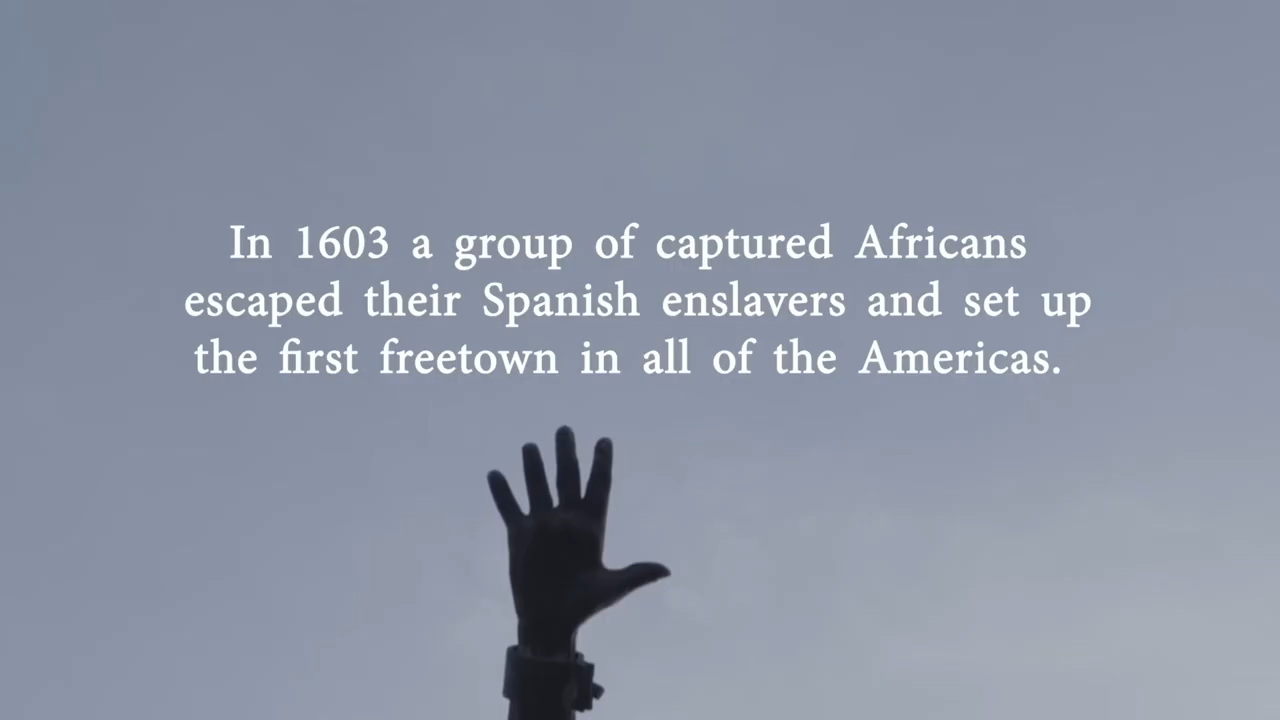 In 1603 a group of captured Africans
escaped their Spanish enslavers and set up
the first freetown in all of the Americas.